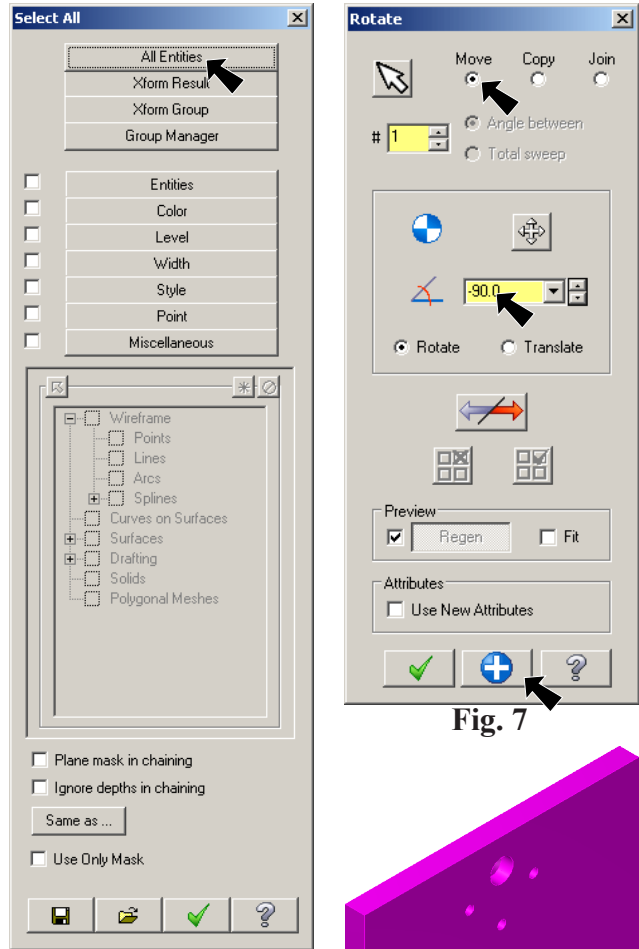 Select All
All Entities
Xform Result
Xform Group
Group Manager
Entities
Color
Level
Width
Style
Point
Miscellaneous
Wireframe
Points
Lines
Arcs
Splines
Curves on Surfaces
Surfaces
Drafting
Solids
Polygonal Meshes
Plane mask in chaining
Ignore depths in chaining
Same as ...
Use Only Mask
Rotate
Move Copy Join
# 1
Angle between
Total sweep
-90.0
Rotate Translate
Preview
Regen Fit
Attributes
Use New Attributes
Fig. 7